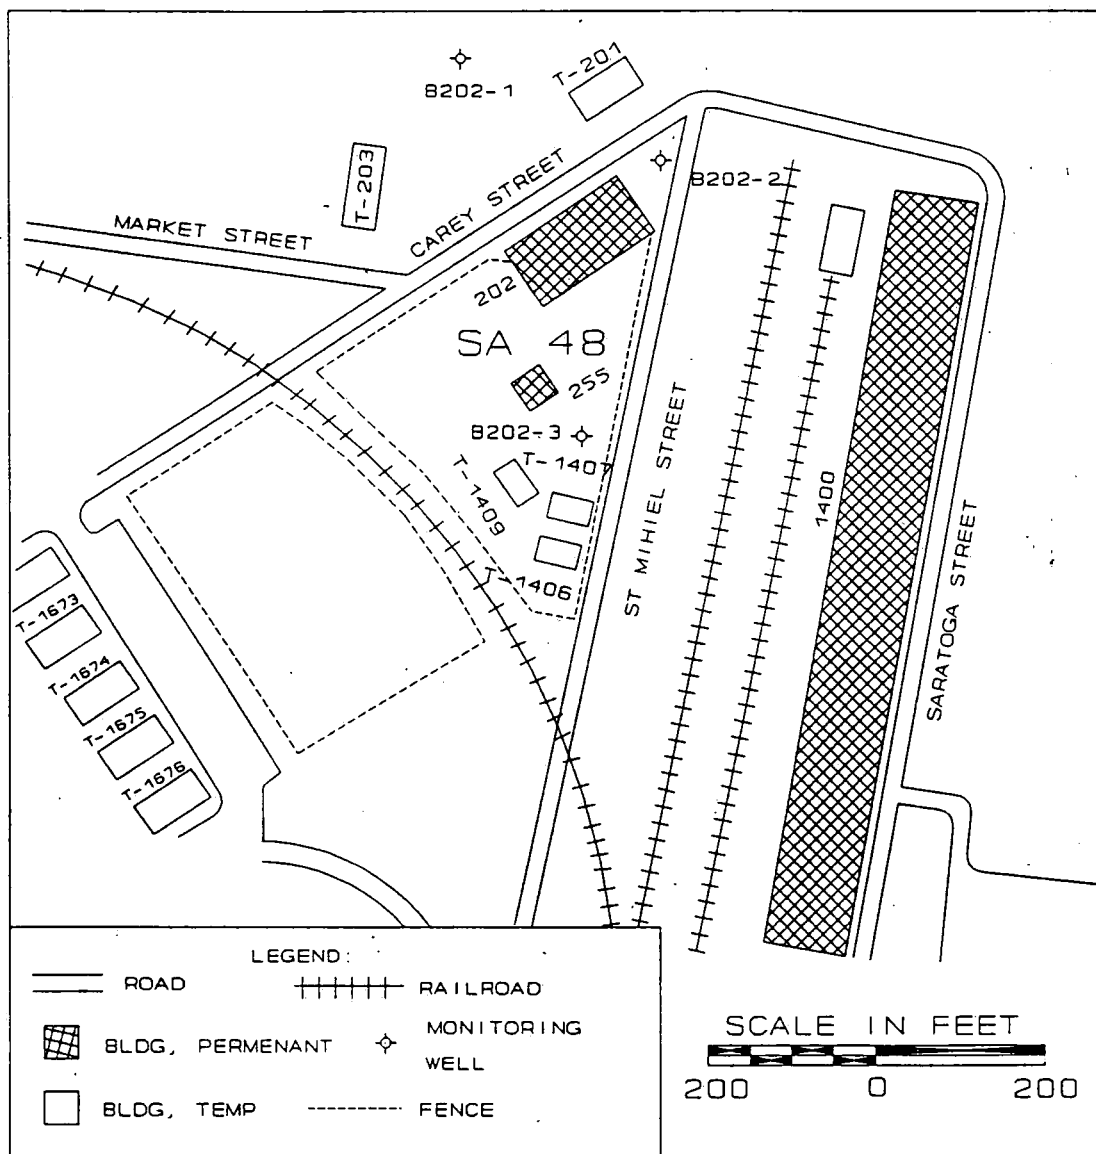 T-201
B202-1
T-203
B202-2
CAREY STREET
MARKET STREET
202
SA 48
255
B202-3
T-1407
T-1409
T-1406
ST MIHIEL STREET
1400
SARATOGA STREET
T-1673
T-1674
T-1675
T-1676
LEGEND:
ROAD
RAILROAD
BLDG, PERMENANT
MONITORING
WELL
BLDG, TEMP
FENCE
SCALE IN FEET
200 0 200